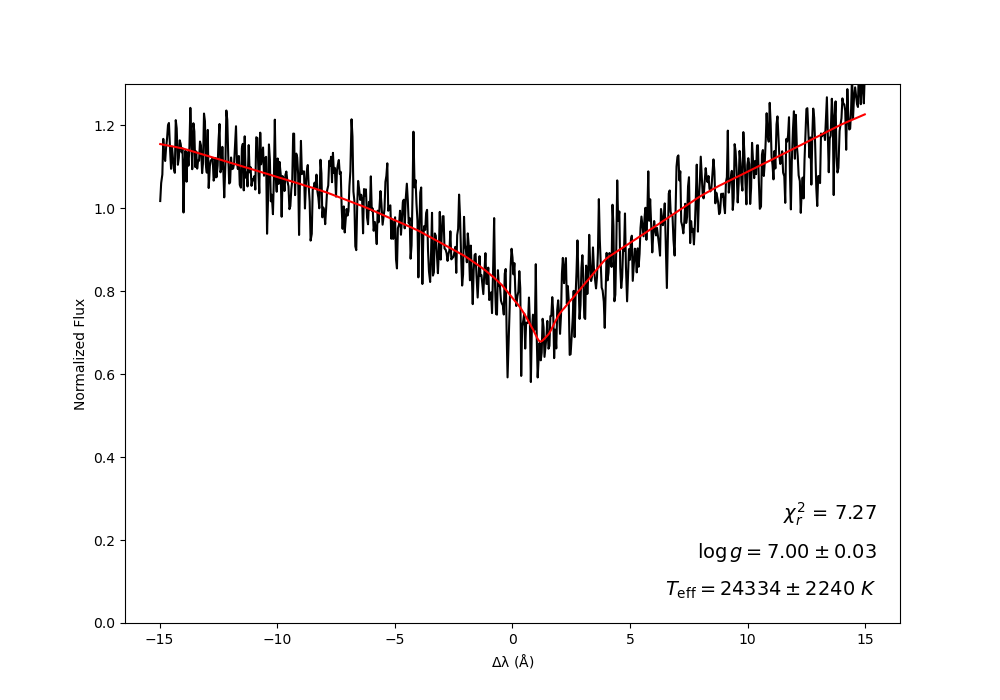 1.2
1.0
0.8
0.6
0.4
0.2
0.0
Normalized Flux
χ²ᵣ = 7.27
log g = 7.00 ± 0.03
T_eff = 24334 ± 2240 K
−15 −10 −5 0 5 10 15
Δλ (Å)